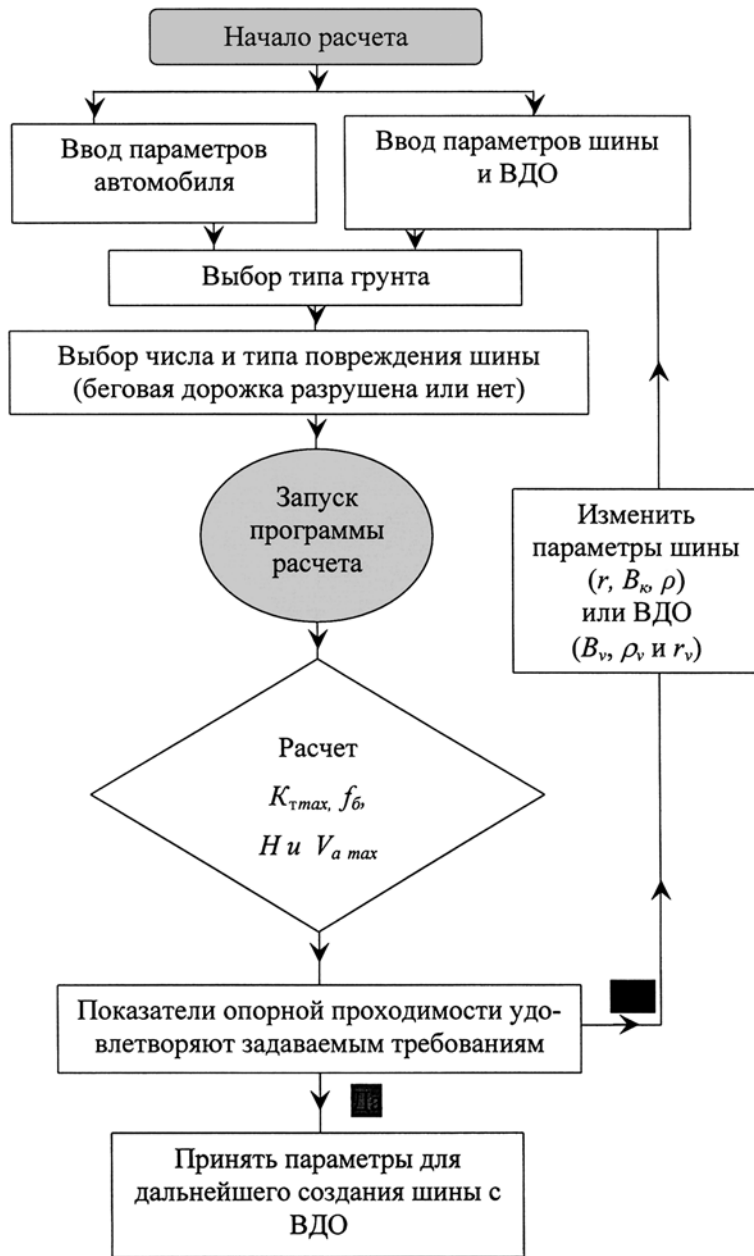 Начало расчета
Ввод параметров
автомобиля
Ввод параметров шины
и ВДО
Выбор типа грунта
Выбор числа и типа повреждения шины
(беговая дорожка разрушена или нет)
Запуск
программы
расчета
Изменить
параметры шины
(r, Bк, ρ)
или ВДО
(Bv, ρv и rv)
Расчет
Kтmax, fб,
H и Va max
Показатели опорной проходимости удо-
влетворяют задаваемым требованиям
Принять параметры для
дальнейшего создания шины с
ВДО